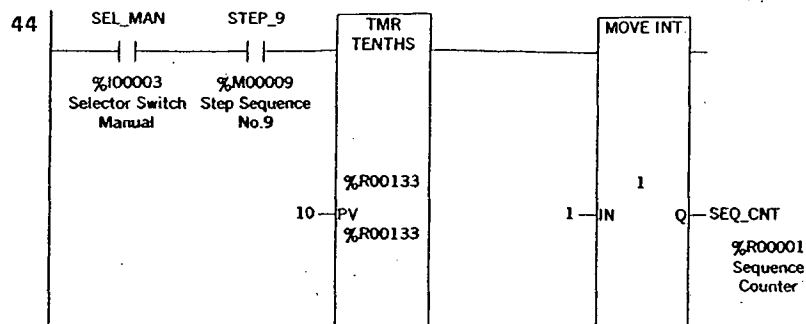 44
SEL_MAN
STEP_9
TMR
TENTHS
MOVE INT
%I00003
Selector Switch
Manual
%M00009
Step Sequence
No.9
%R00133
1
10
PV
1
IN
Q
SEQ_CNT
%R00133
%R00001
Sequence
Counter